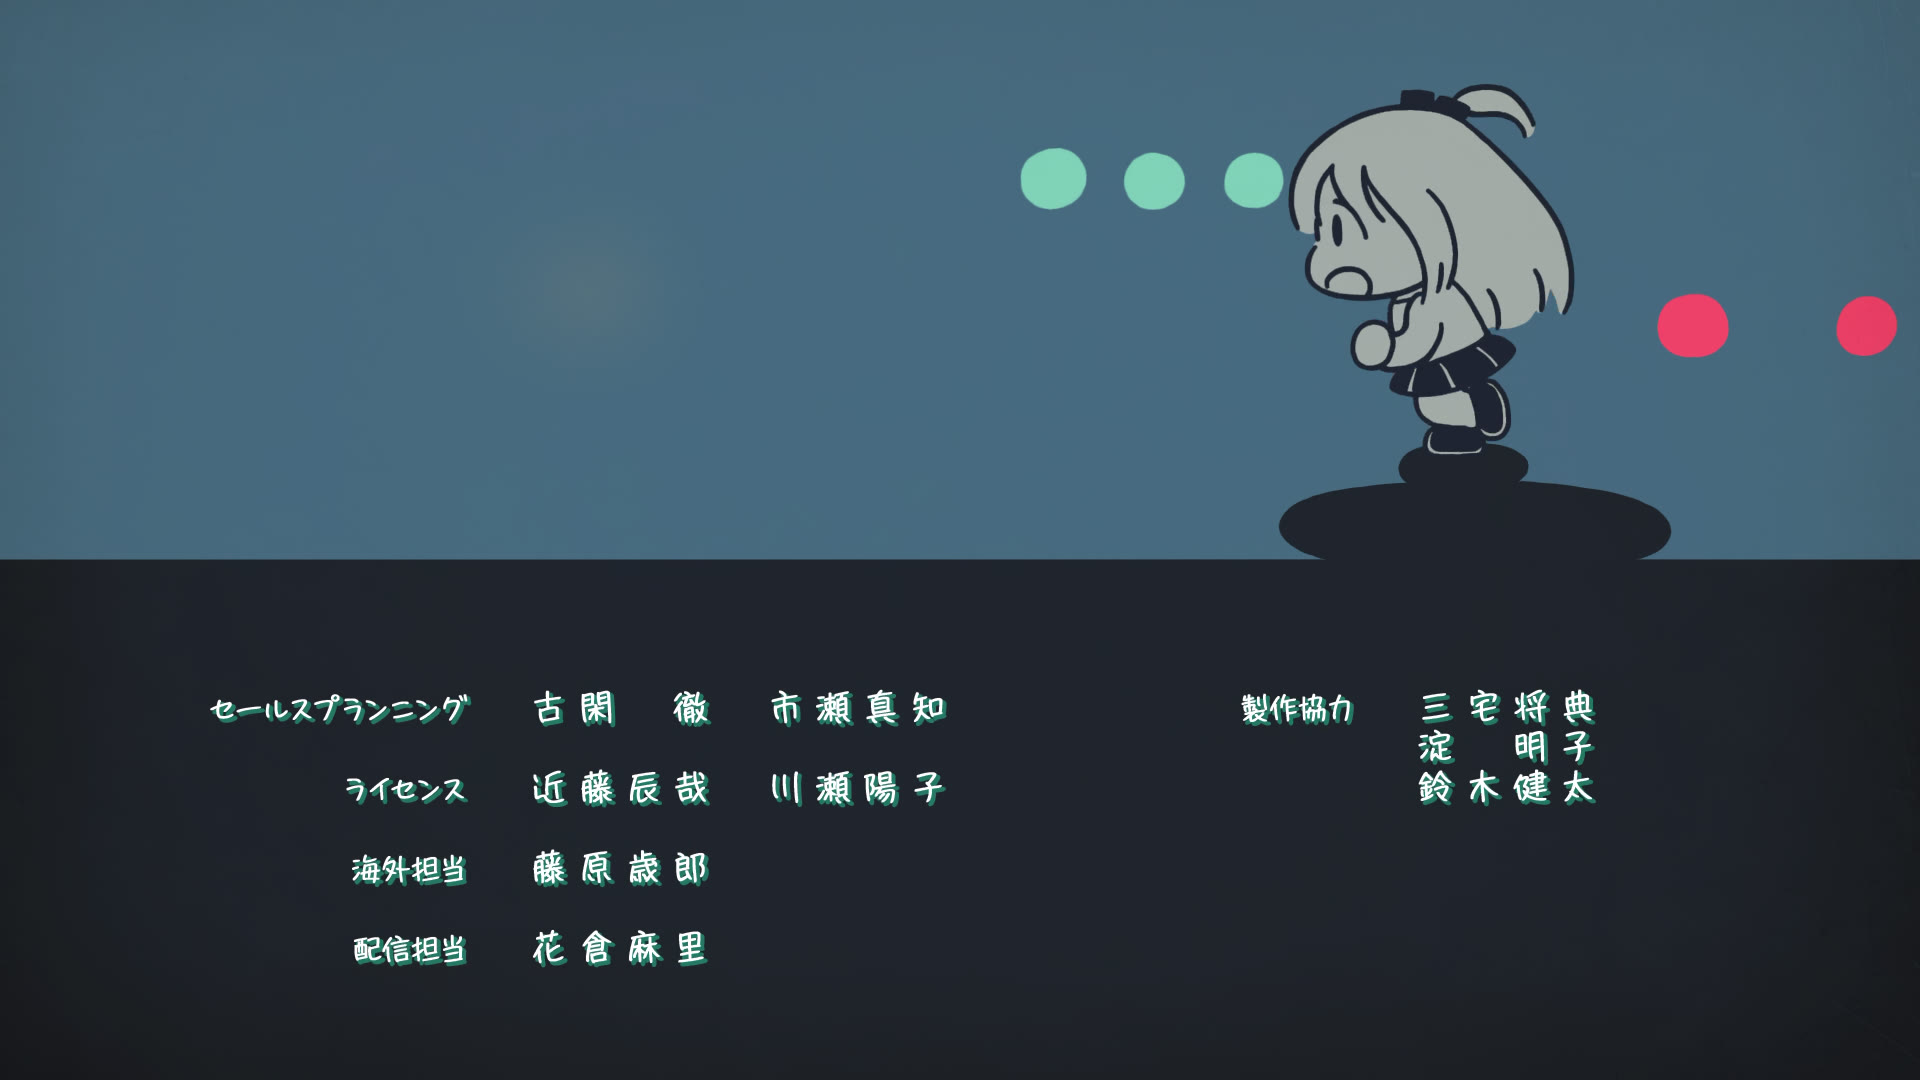 セールスプランニング 古閑 徹 市瀬真知
ライセンス 近藤辰哉 川瀬陽子
海外担当 藤原歳郎
配信担当 花倉麻里
製作協力 三宅将典
淀 明子
鈴木健太